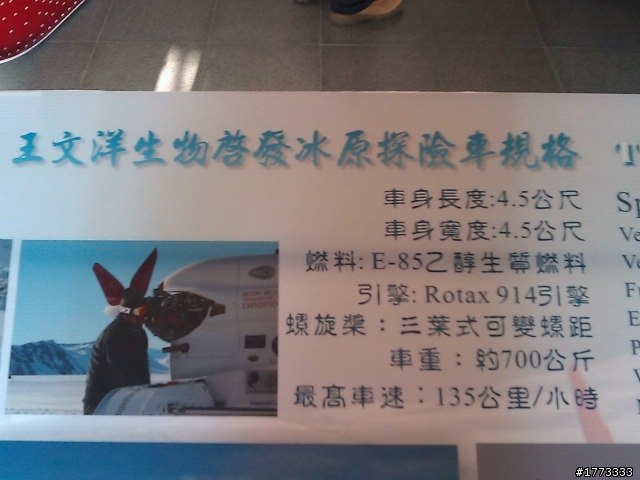 王文洋生物啓發冰原探險車規格
車身長度:4.5公尺
車身寬度:4.5公尺
燃料: E-85乙醇生質燃料
引擎: Rotax 914引擎
螺旋槳：三葉式可變螺距
車重：約700公斤
最高車速：135公里/小時
Sp
Ve
Ve
Fr
E
P
#1773333